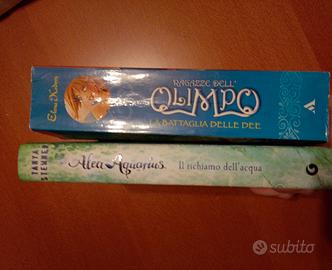 Elena Kedros
RAGAZZE DELL'
OLIMPO
LA BATTAGLIA DELLE DEE
TANYA
STEWNER
Alea Aquarius
Il richiamo dell'acqua
subito